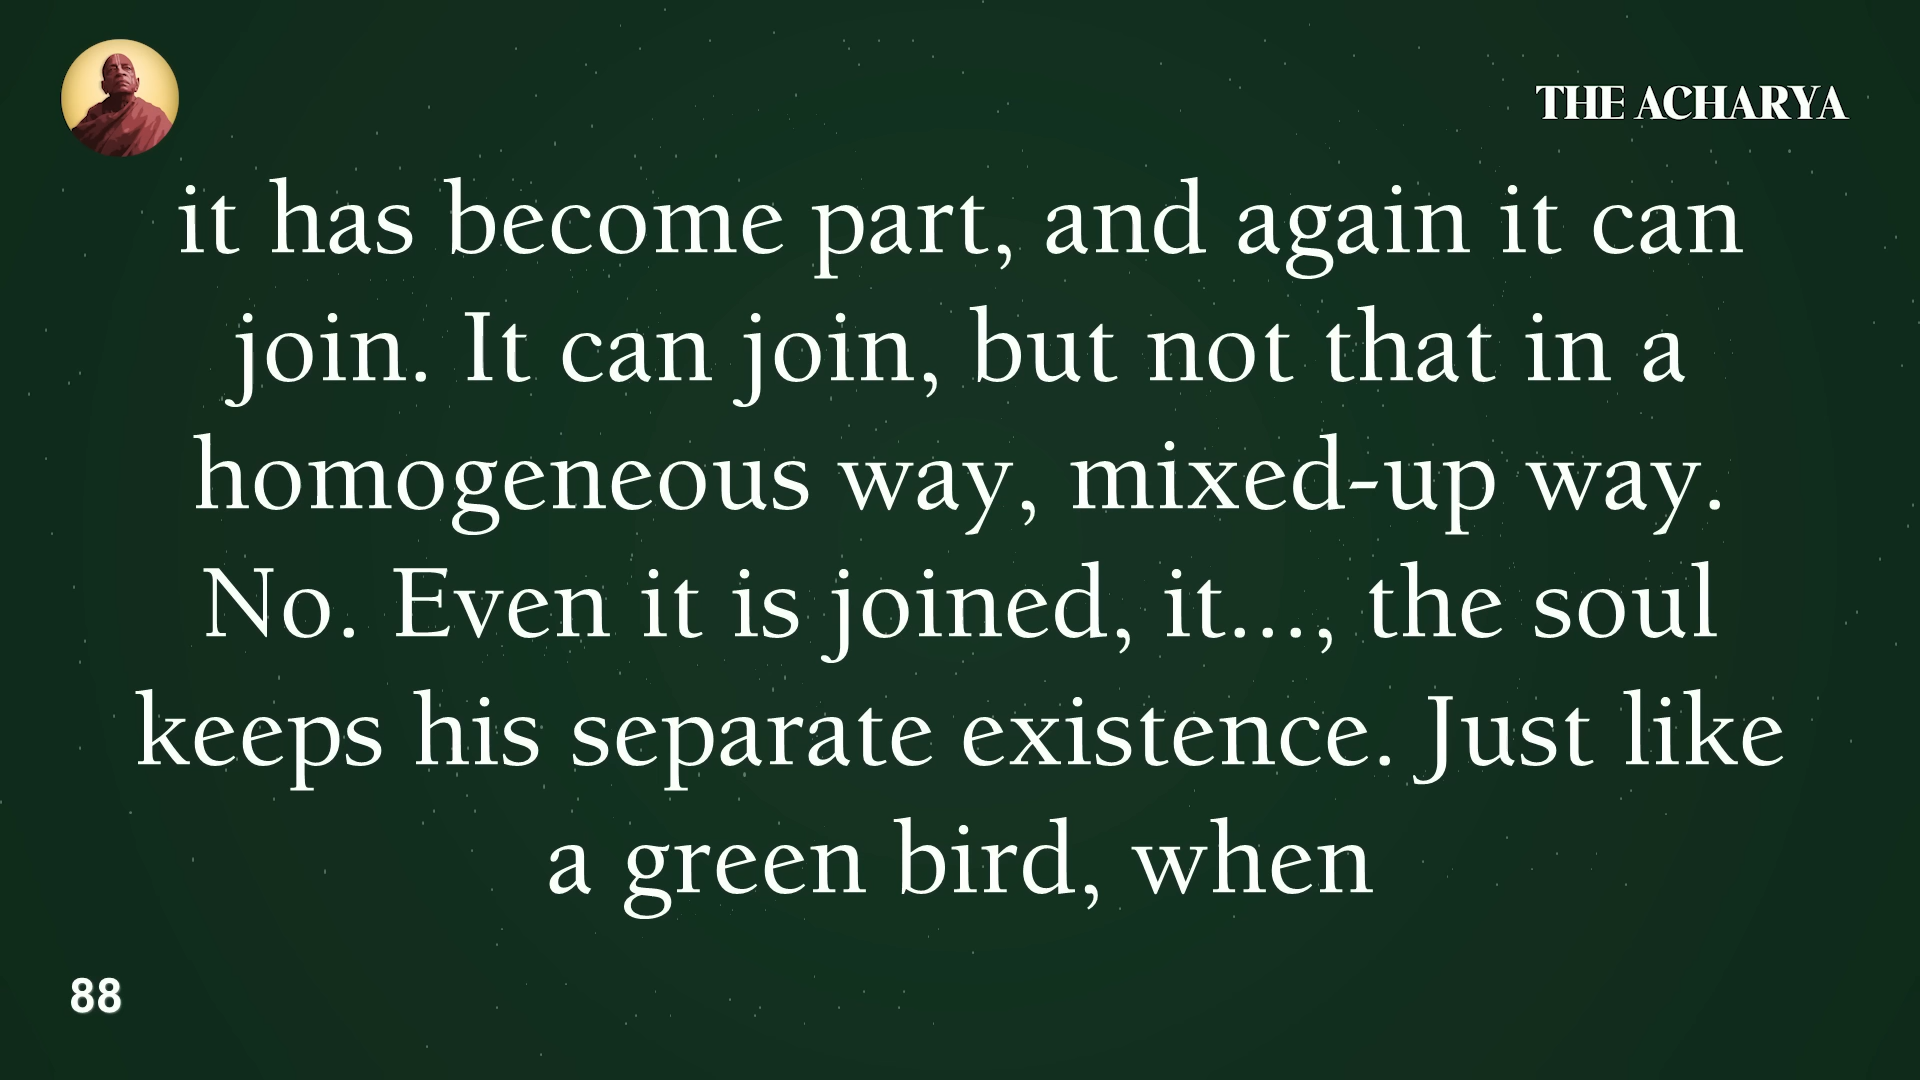 THE ACHARYA
it has become part, and again it can
join. It can join, but not that in a
homogeneous way, mixed-up way.
No. Even it is joined, it..., the soul
keeps his separate existence. Just like
a green bird, when
88